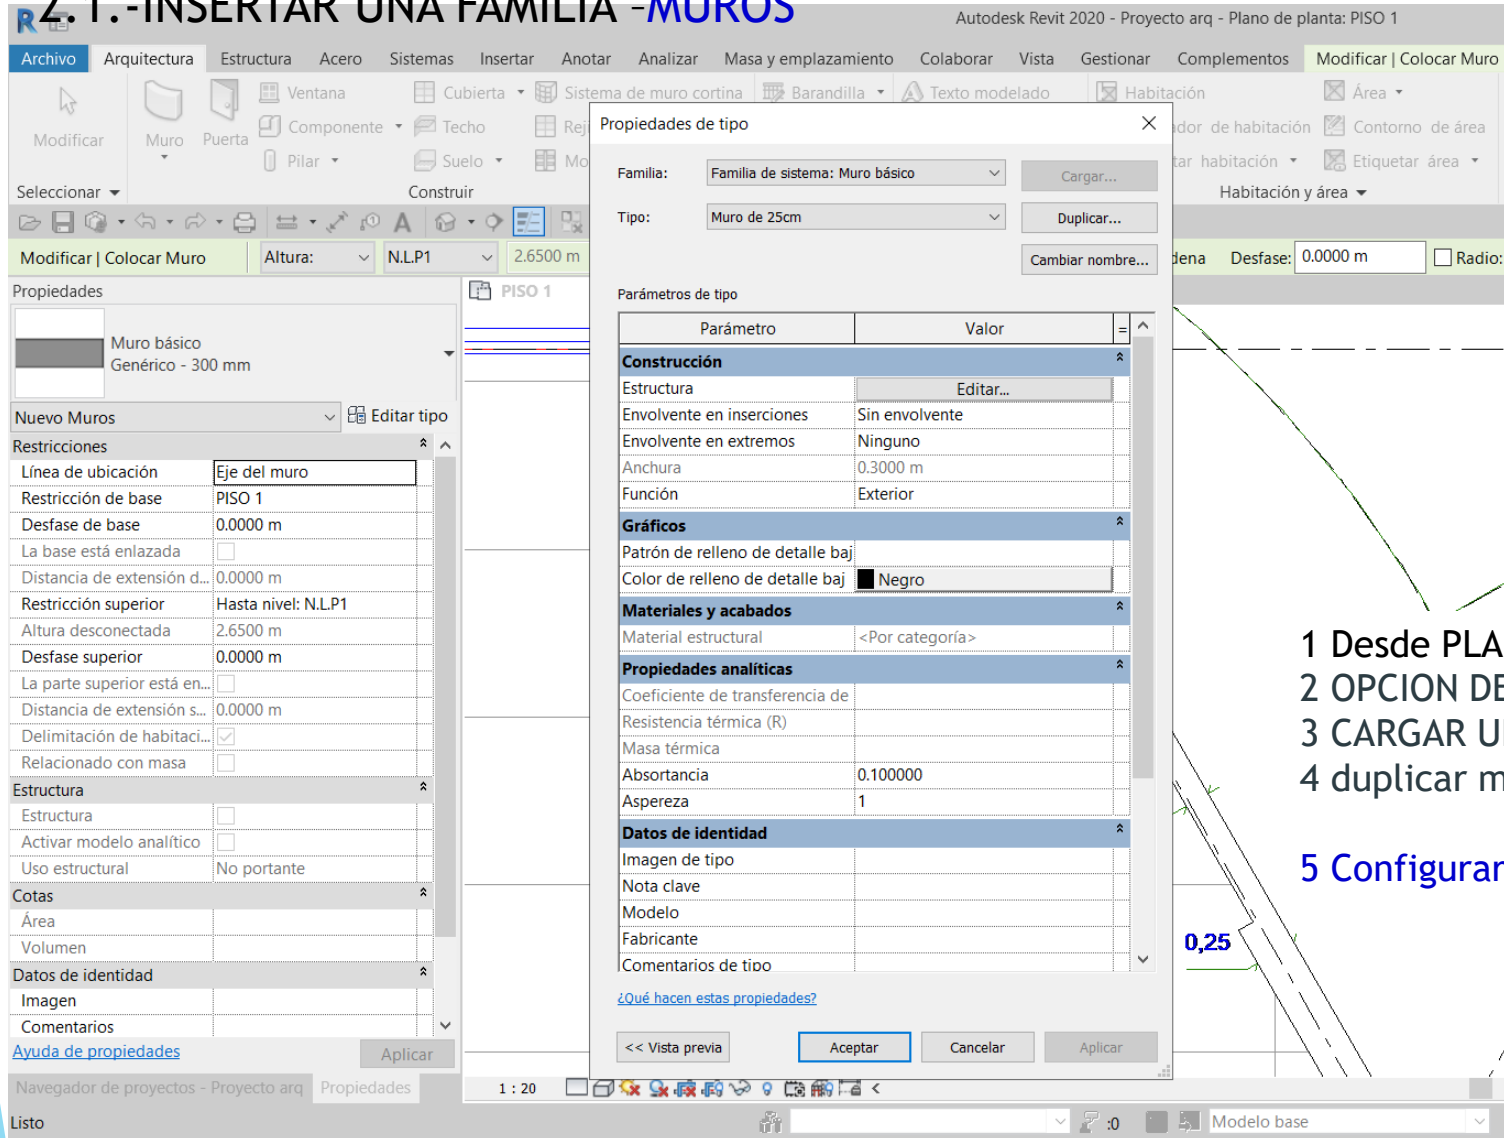 2.1.-INSERTAR UNA FAMILIA -MUROS
Autodesk Revit 2020 - Proyecto arq - Plano de planta: PISO 1
Archivo Arquitectura Estructura Acero Sistemas Insertar Anotar Analizar Masa y emplazamiento Colaborar Vista Gestionar Complementos Modificar | Colocar Muro
Modificar
Muro
Puerta
Ventana
Componente
Pilar
Cubierta
Techo
Suelo
Sistema de muro cortina
Barandilla
Texto modelado
Habitación
Área
Contorno de área
Etiquetar área
Seleccionar
Construir
Habitación y área
Modificar | Colocar Muro Altura: N.L.P1 2.6500 m
Desfase: 0.0000 m Radio:
Propiedades
PISO 1
Muro básico
Genérico - 300 mm
Nuevo Muros Editar tipo
Restricciones
Línea de ubicación Eje del muro
Restricción de base PISO 1
Desfase de base 0.0000 m
La base está enlazada
Distancia de extensión d... 0.0000 m
Restricción superior Hasta nivel: N.L.P1
Altura desconectada 2.6500 m
Desfase superior 0.0000 m
La parte superior está en...
Distancia de extensión s... 0.0000 m
Delimitación de habitaci...
Relacionado con masa
Estructura
Estructura
Activar modelo analítico
Uso estructural No portante
Cotas
Área
Volumen
Datos de identidad
Imagen
Comentarios
Ayuda de propiedades Aplicar
Navegador de proyectos - Proyecto arq Propiedades
Listo
Propiedades de tipo
Familia: Familia de sistema: Muro básico Cargar...
Tipo: Muro de 25cm Duplicar...
Cambiar nombre...
Parámetros de tipo
Parámetro Valor =
Construcción
Estructura Editar...
Envolvente en inserciones Sin envolvente
Envolvente en extremos Ninguno
Anchura 0.3000 m
Función Exterior
Gráficos
Patrón de relleno de detalle baj
Color de relleno de detalle baj Negro
Materiales y acabados
Material estructural <Por categoría>
Propiedades analíticas
Coeficiente de transferencia de
Resistencia térmica (R)
Masa térmica
Absortancia 0.100000
Aspereza 1
Datos de identidad
Imagen de tipo
Nota clave
Modelo
Fabricante
Comentarios de tipo
¿Qué hacen estas propiedades?
<< Vista previa Aceptar Cancelar Aplicar
1 Desde PLA
2 OPCION DE
3 CARGAR U
4 duplicar m
5 Configurar
0,25
1 : 20
:0 Modelo base